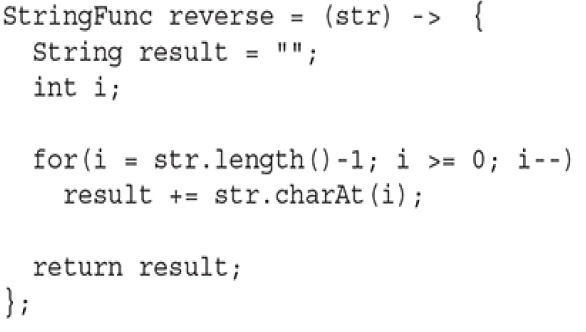 StringFunc reverse = (str) -> {
String result = "";
int i;
for(i = str.length()-1; i >= 0; i--)
result += str.charAt(i);
return result;
};